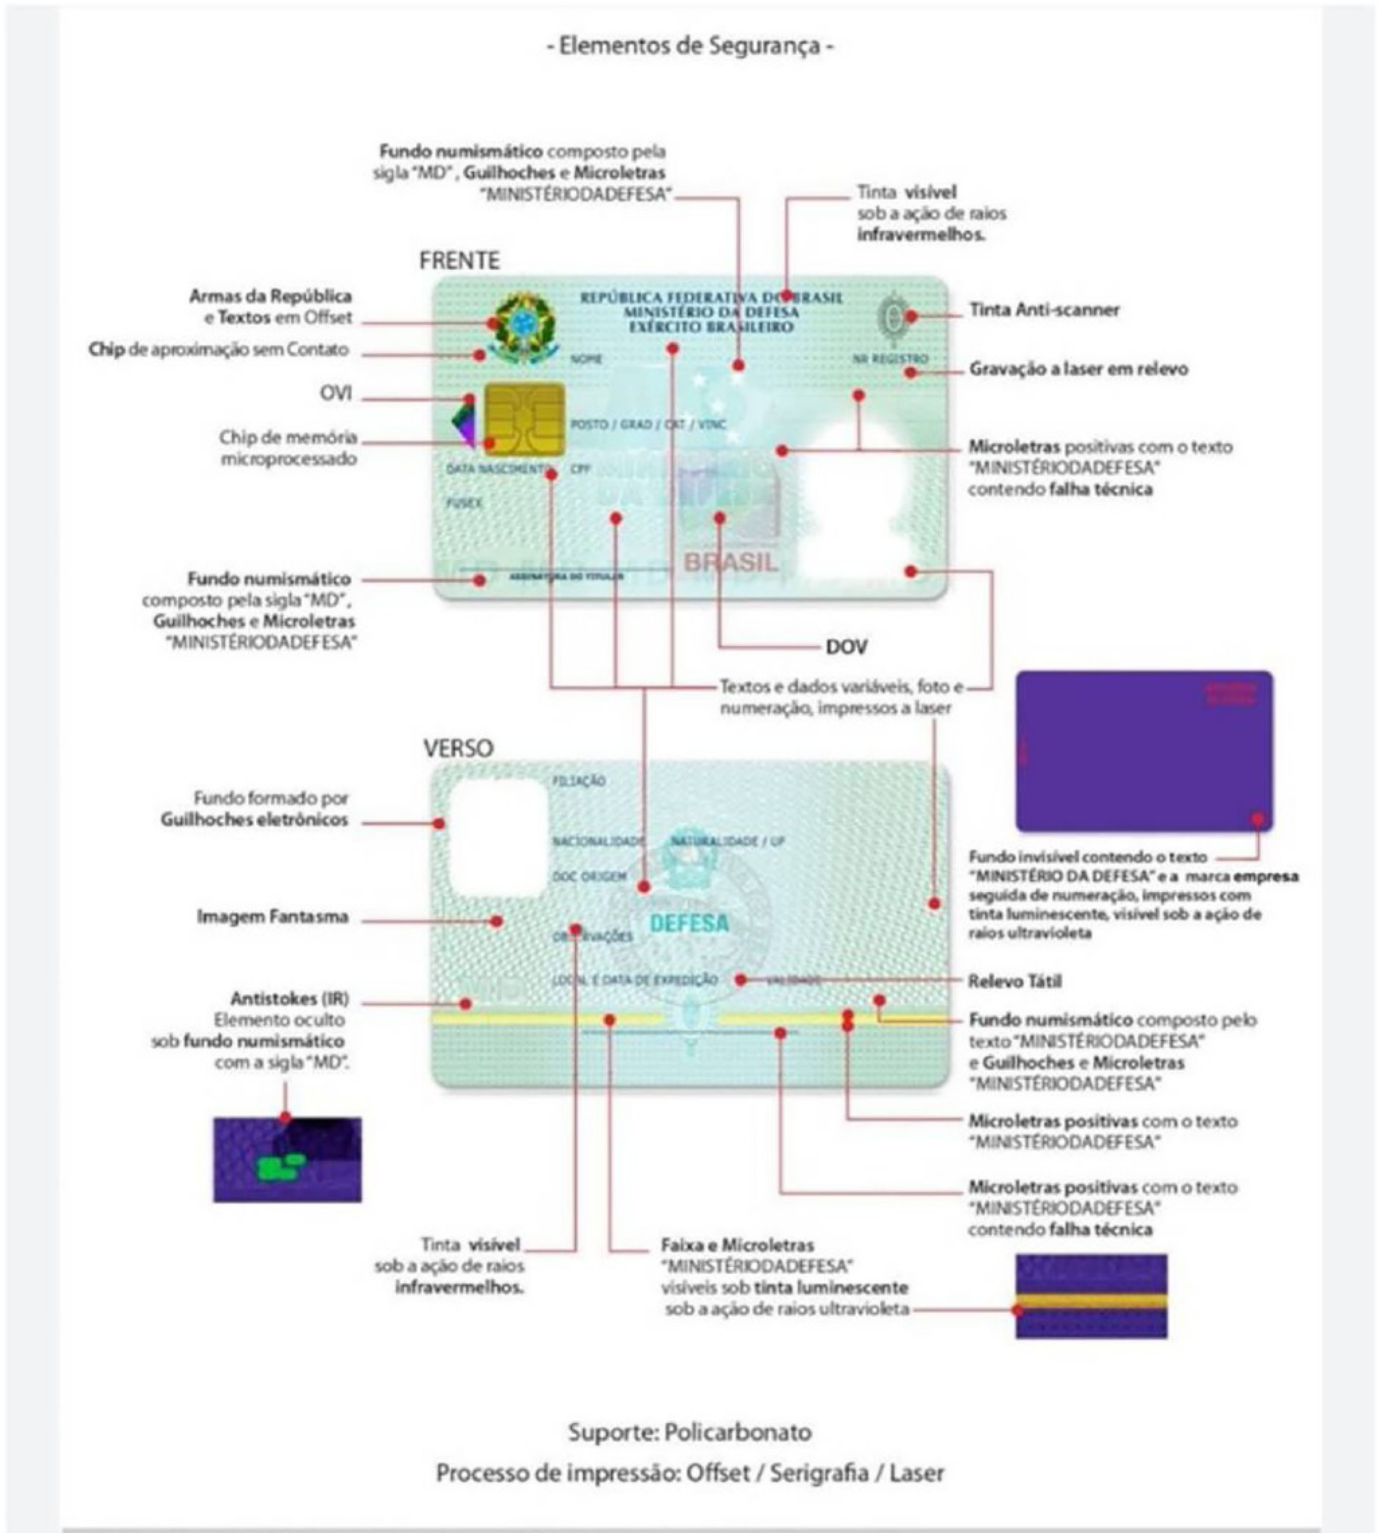 - Elementos de Segurança -
Fundo numismático composto pela
sigla "MD", Guilhoches e Microletras
"MINISTÉRIODADEFESA"
Tinta visível
sob a ação de raios
infravermelhos.
FRENTE
Armas da República
e Textos em Offset
Chip de aproximação sem Contato
OVI
Chip de memória
microprocessado
Fundo numismático
composto pela sigla "MD",
Guilhoches e Microletras
"MINISTÉRIODADEFESA"
REPÚBLICA FEDERATIVA DO BRASIL
MINISTÉRIO DA DEFESA
EXÉRCITO BRASILEIRO
NOME
NR REGISTRO
POSTO / GRAD / CAT / VINC
DATA NASCIMENTO
CPF
FUSEX
MINISTÉRIO
DA DEFESA
BRASIL
ASSINATURA DO TITULAR
Tinta Anti-scanner
Gravação a laser em relevo
Microletras positivas com o texto
"MINISTÉRIODADEFESA"
contendo falha técnica
DOV
Textos e dados variáveis, foto e
numeração, impressos a laser
VERSO
Fundo formado por
Guilhoches eletrônicos
Imagem Fantasma
Antistokes (IR)
Elemento oculto
sob fundo numismático
com a sigla "MD".
FILIAÇÃO
NACIONALIDADE
NATURALIDADE / UF
DOC ORIGEM
DEFESA
OBSERVAÇÕES
LOCAL E DATA DE EXPEDIÇÃO
VALIDADE
Fundo invisível contendo o texto
"MINISTÉRIO DA DEFESA" e a marca empresa
seguida de numeração, impressos com
tinta luminescente, visível sob a ação de
raios ultravioleta
Relevo Tátil
Fundo numismático composto pelo
texto "MINISTÉRIODADEFESA"
e Guilhoches e Microletras
"MINISTÉRIODADEFESA"
Microletras positivas com o texto
"MINISTÉRIODADEFESA"
Microletras positivas com o texto
"MINISTÉRIODADEFESA"
contendo falha técnica
Tinta visível
sob a ação de raios
infravermelhos.
Faixa e Microletras
"MINISTÉRIODADEFESA"
visíveis sob tinta luminescente
sob a ação de raios ultravioleta
Suporte: Policarbonato
Processo de impressão: Offset / Serigrafia / Laser